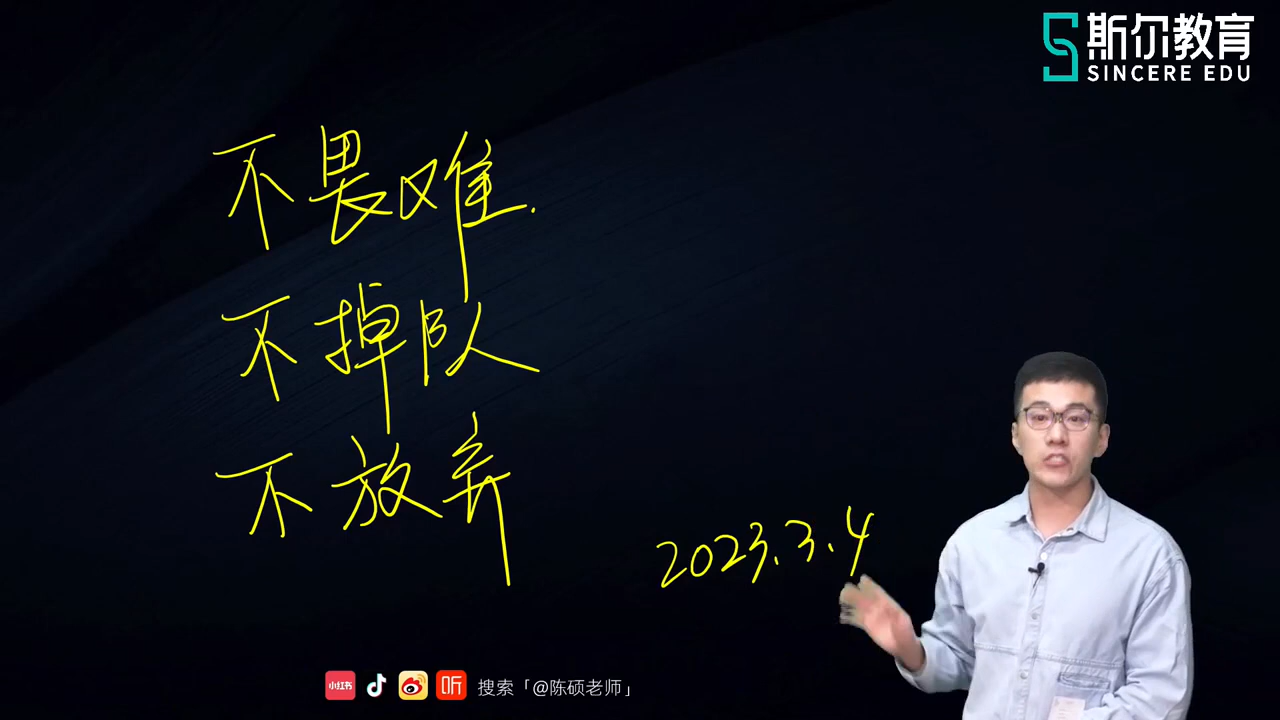 斯尔教育
SINCERE EDU
不畏难.
不掉队
不放弃
2023.3.4
小红书
听
搜索「@陈硕老师」